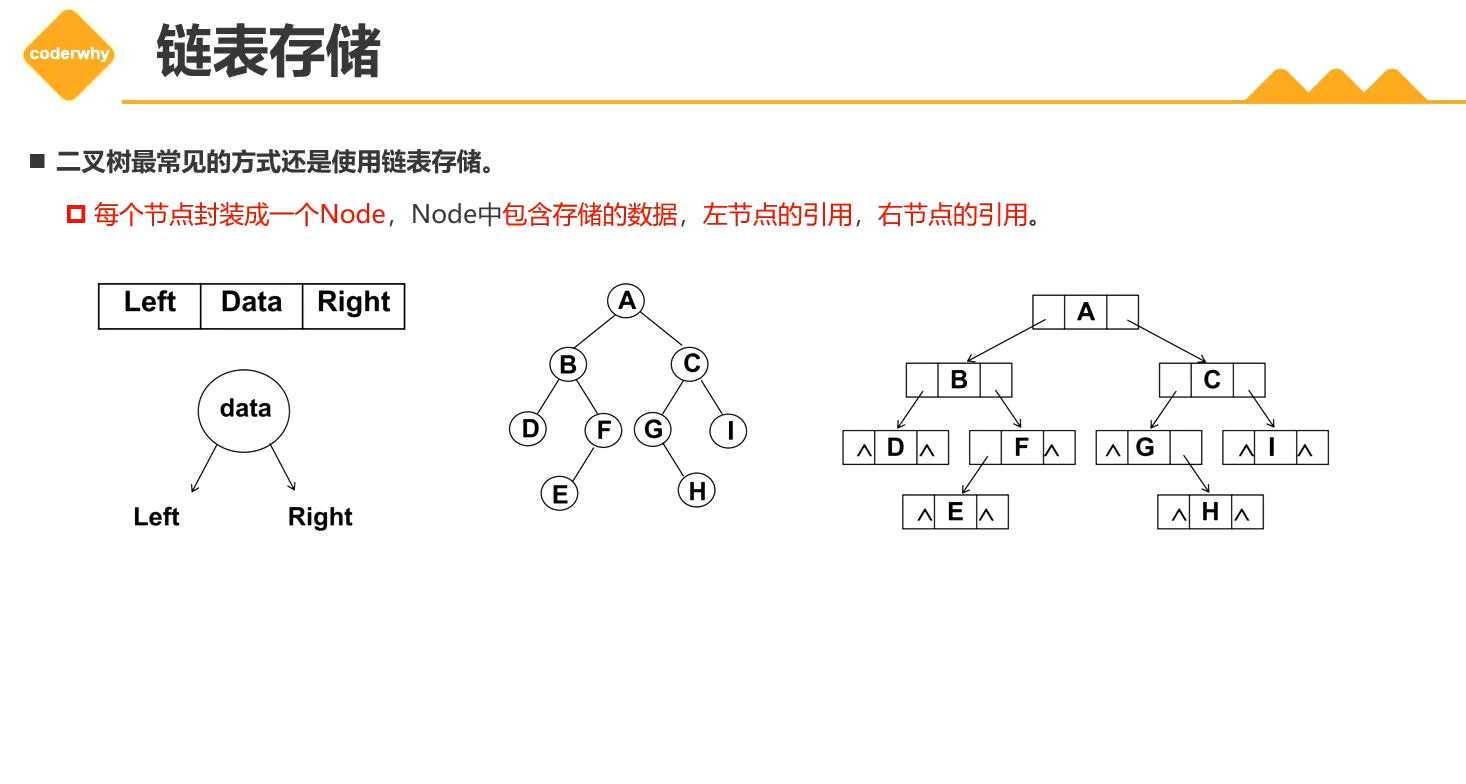 coderwhy
链表存储
二叉树最常见的方式还是使用链表存储。
每个节点封装成一个Node，Node中包含存储的数据，左节点的引用，右节点的引用。
Left Data Right
data
Left Right
A
B C
D F G I
E H
A
B C
^ D ^ F ^ ^ G ^ I ^
^ E ^ ^ H ^